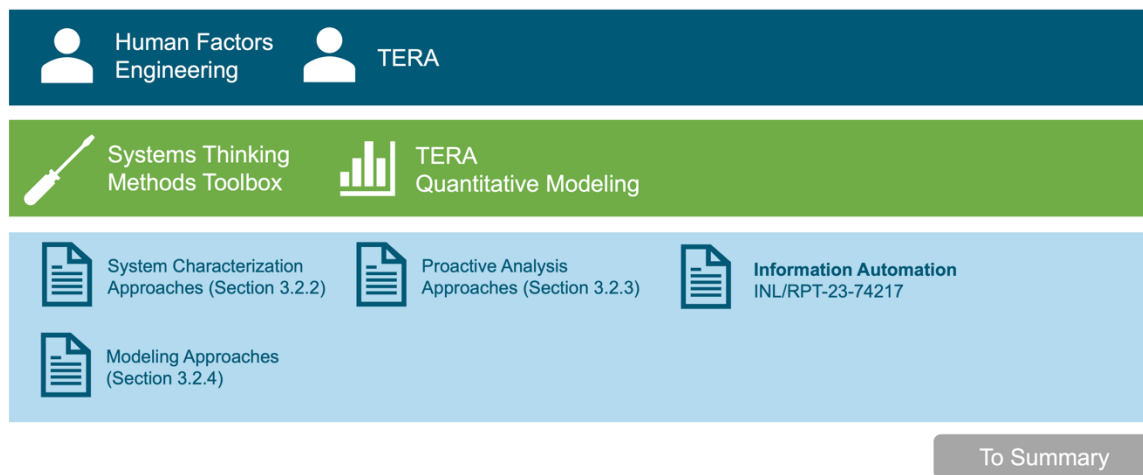 Human Factors
Engineering
TERA
Systems Thinking
Methods Toolbox
TERA
Quantitative Modeling
System Characterization
Approaches (Section 3.2.2)
Proactive Analysis
Approaches (Section 3.2.3)
Information Automation
INL/RPT-23-74217
Modeling Approaches
(Section 3.2.4)
To Summary